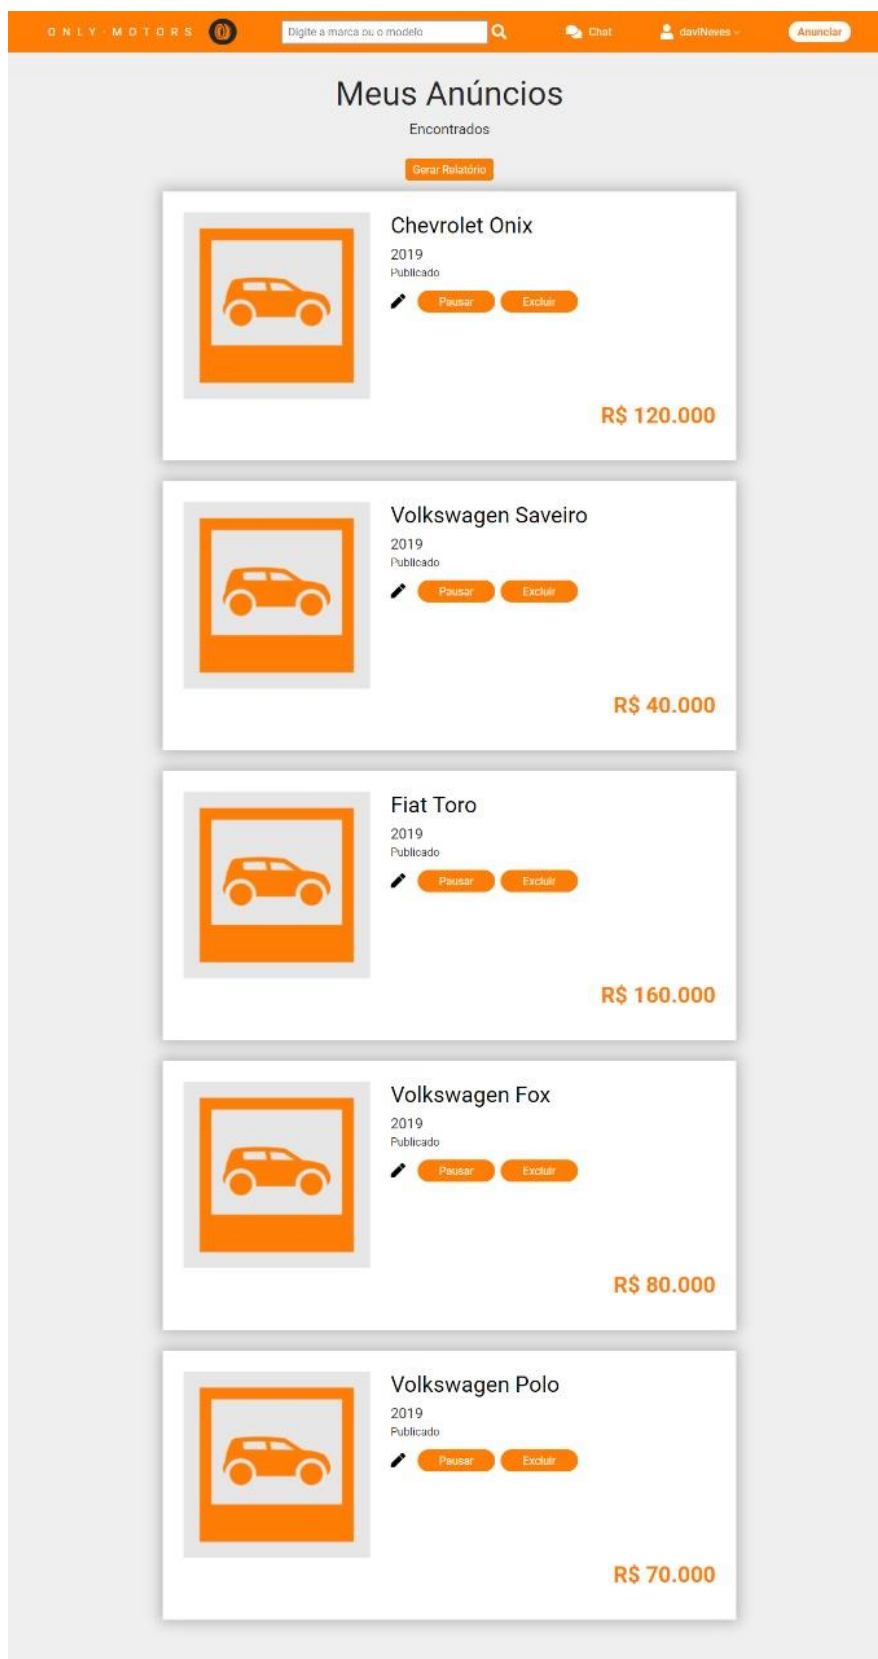 ONLY·MOTORS
Digite a marca ou o modelo
Chat
daviNeves
Anunciar
Meus Anúncios
Encontrados
Gerar Relatório
Chevrolet Onix
2019
Publicado
Pausar Excluir
R$ 120.000
Volkswagen Saveiro
2019
Publicado
Pausar Excluir
R$ 40.000
Fiat Toro
2019
Publicado
Pausar Excluir
R$ 160.000
Volkswagen Fox
2019
Publicado
Pausar Excluir
R$ 80.000
Volkswagen Polo
2019
Publicado
Pausar Excluir
R$ 70.000